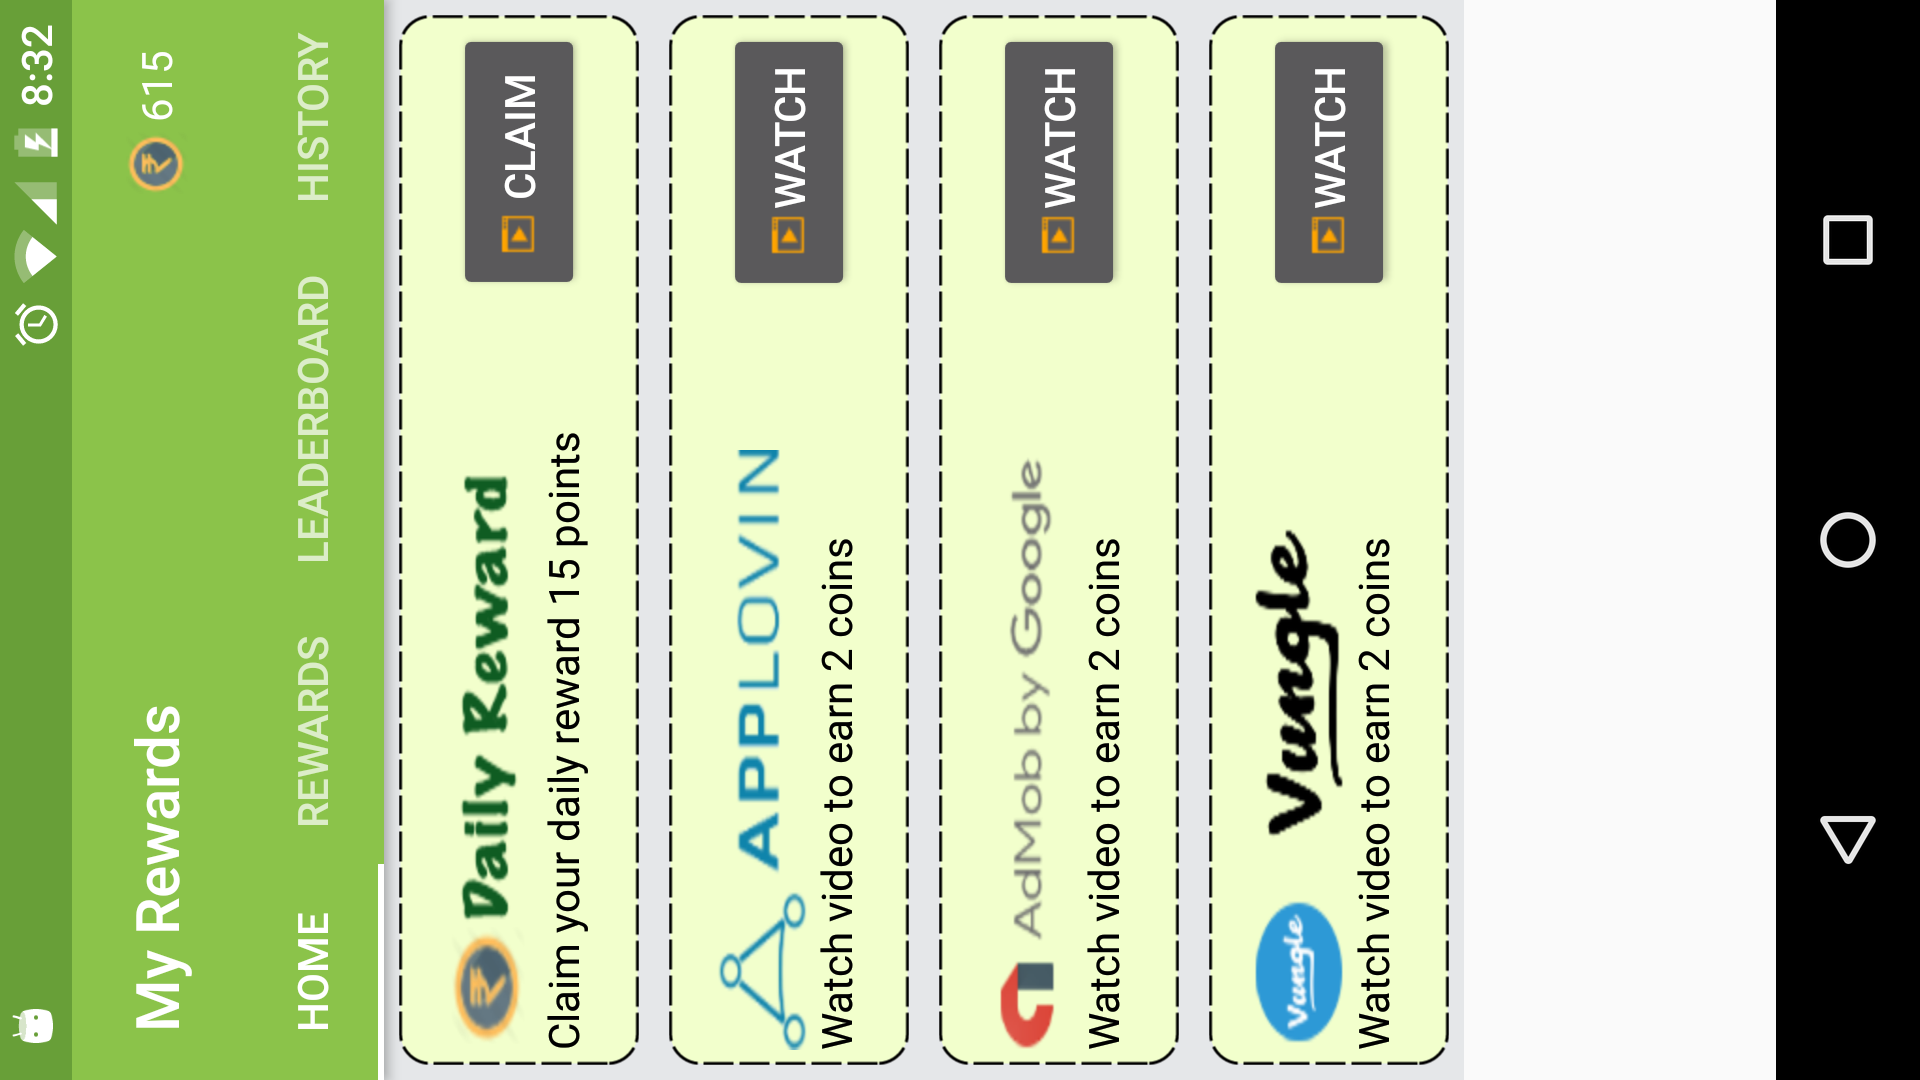 8:32
My Rewards
615
HOME
REWARDS
LEADERBOARD
HISTORY
Daily Reward
Claim your daily reward 15 points
CLAIM
APPLOVIN
Watch video to earn 2 coins
WATCH
AdMob by Google
Watch video to earn 2 coins
WATCH
Vungle
Vungle
Watch video to earn 2 coins
WATCH